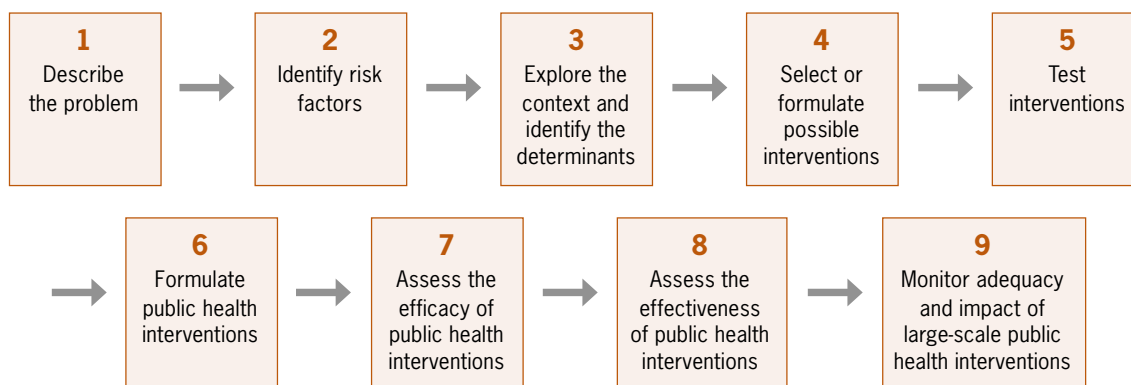 1
Describe
the problem
2
Identify risk
factors
3
Explore the
context and
identify the
determinants
4
Select or
formulate
possible
interventions
5
Test
interventions
6
Formulate
public health
interventions
7
Assess the
efficacy of
public health
interventions
8
Assess the
effectiveness
of public health
interventions
9
Monitor adequacy
and impact of
large-scale public
health interventions